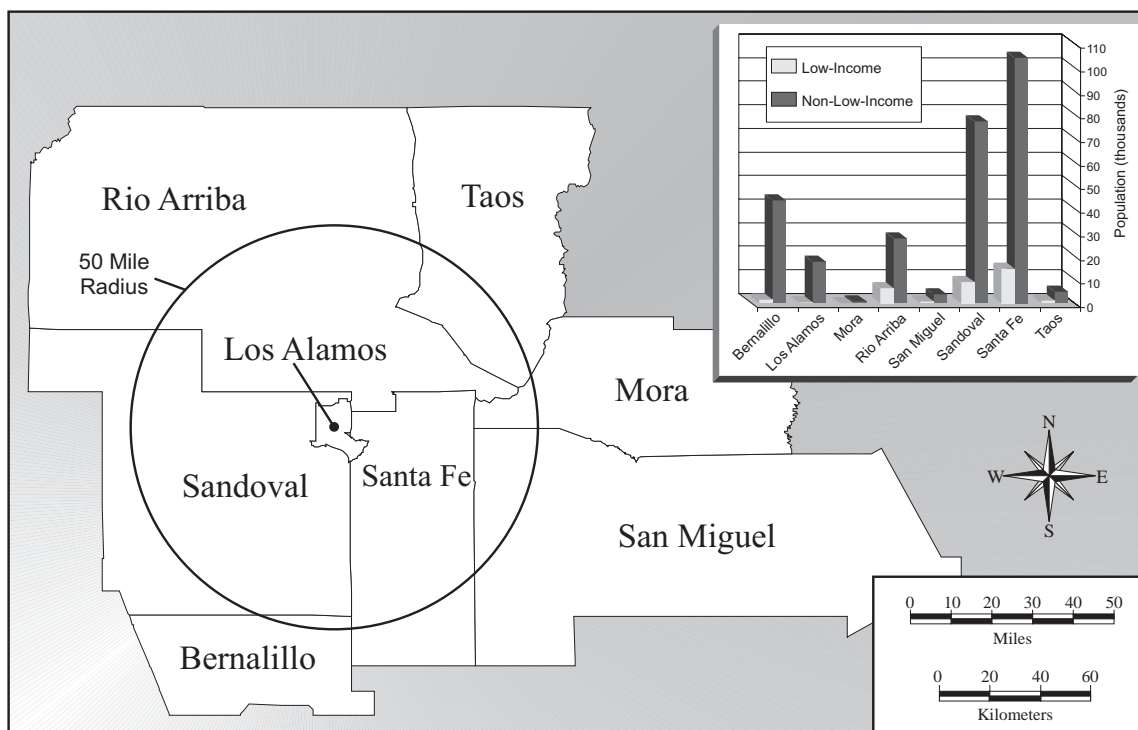 Low-Income
Non-Low-Income
110
100
90
80
70
60
50
40
30
20
10
0
Population (thousands)
Bernalillo
Los Alamos
Mora
Rio Arriba
San Miguel
Sandoval
Santa Fe
Taos
Rio Arriba
Taos
50 Mile
Radius
Los Alamos
Mora
Sandoval
Santa Fe
San Miguel
Bernalillo
N
W E
S
0 10 20 30 40 50
Miles
0 20 40 60
Kilometers